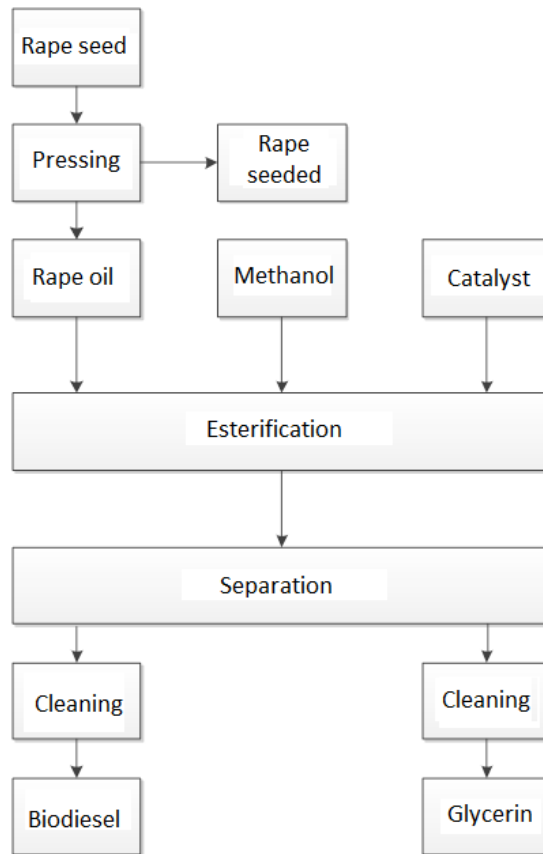 Rape seed
Pressing
Rape
seeded
Rape oil
Methanol
Catalyst
Esterification
Separation
Cleaning
Cleaning
Biodiesel
Glycerin